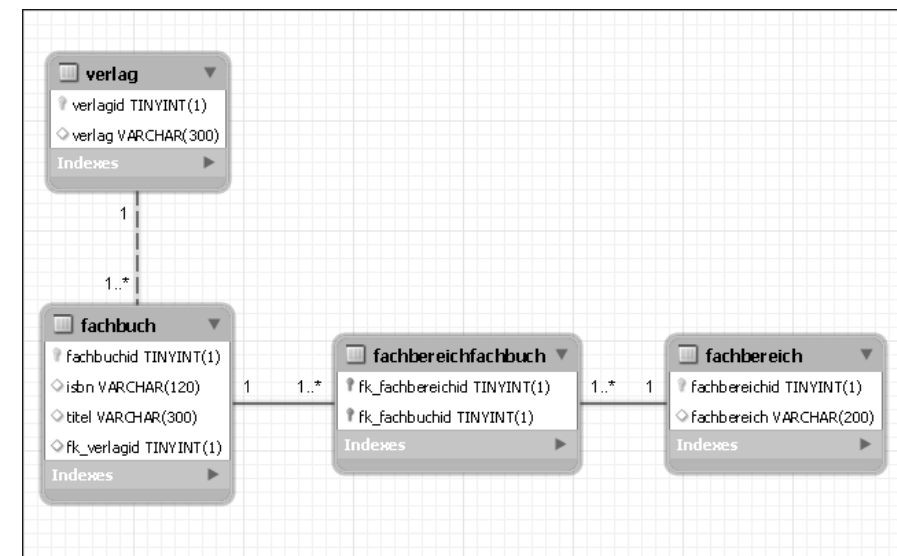 verlag
verlagid TINYINT(1)
verlag VARCHAR(300)
Indexes
1
1..*
fachbuch
fachbuchid TINYINT(1)
isbn VARCHAR(120)
titel VARCHAR(300)
fk_verlagid TINYINT(1)
Indexes
1
1..*
fachbereichfachbuch
fk_fachbereichid TINYINT(1)
fk_fachbuchid TINYINT(1)
Indexes
1..*
1
fachbereich
fachbereichid TINYINT(1)
fachbereich VARCHAR(200)
Indexes